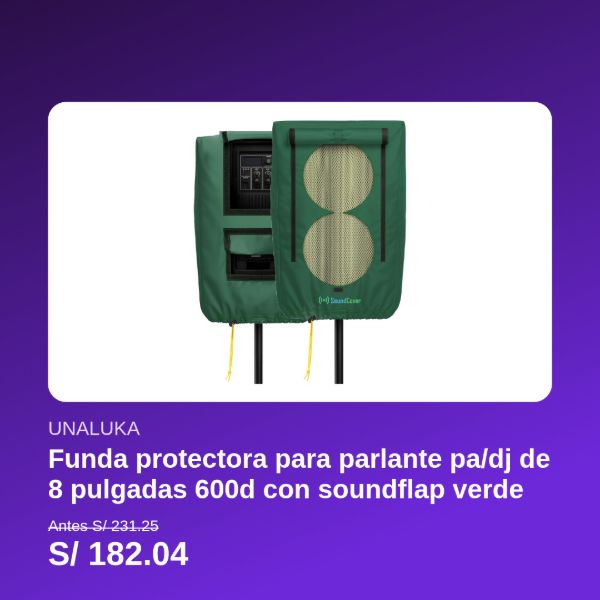 SoundCover
UNALUKA
Funda protectora para parlante pa/dj de
8 pulgadas 600d con soundflap verde
Antes S/ 231.25
S/ 182.04